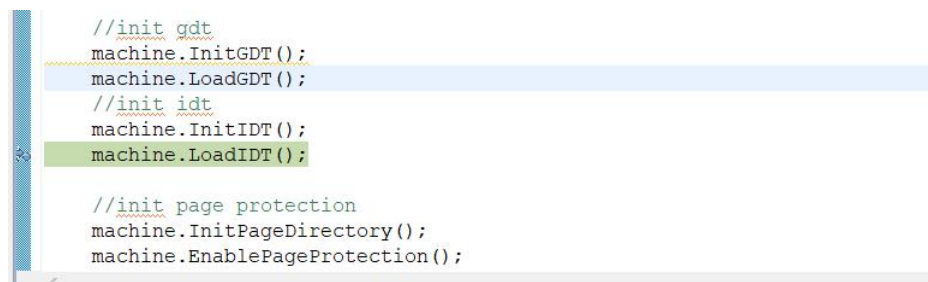 //init gdt
machine.InitGDT();
machine.LoadGDT();
//init idt
machine.InitIDT();
machine.LoadIDT();
//init page protection
machine.InitPageDirectory();
machine.EnablePageProtection();